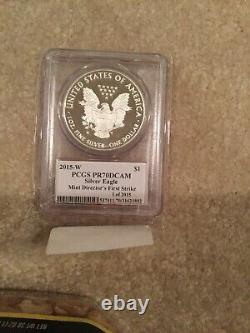 UNITED STATES OF AMERICA
1 OZ. FINE SILVER~ONE DOLLAR
2015-W $1
PCGS PR70DCAM
Silver Eagle
Mint Director's First Strike
1 of 2015